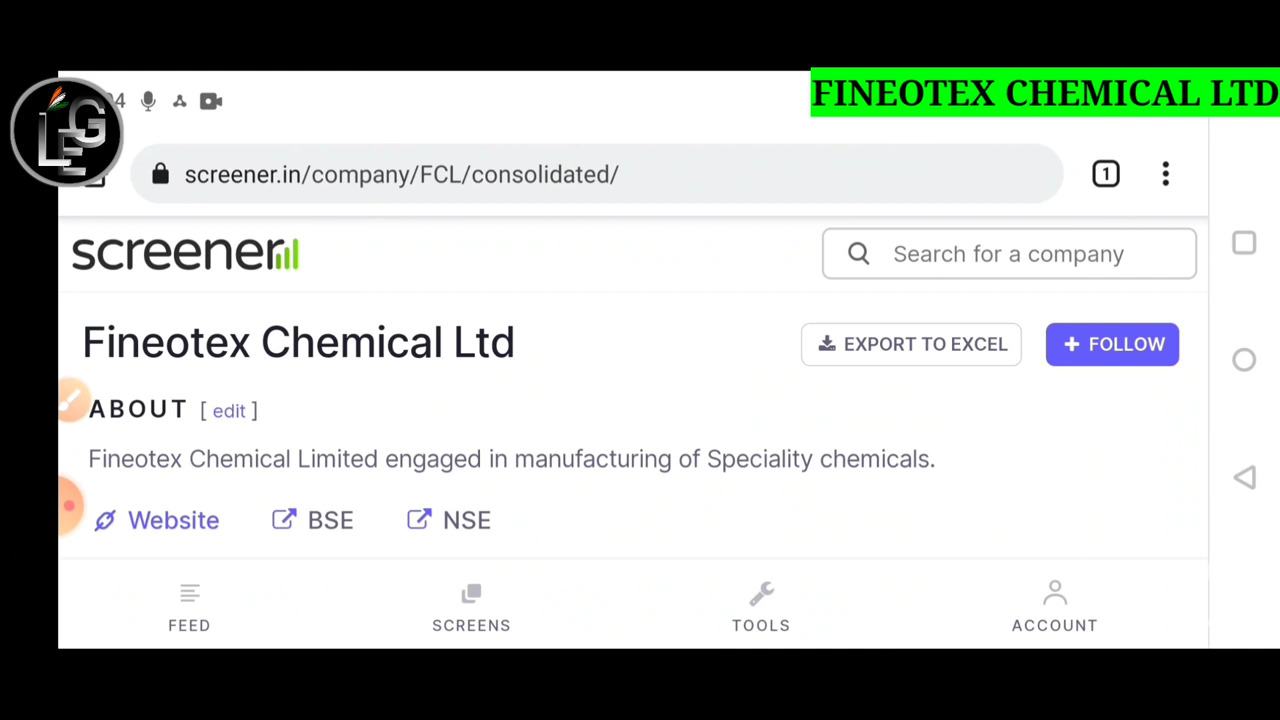 FINEOTEX CHEMICAL LTD
LEG
screener.in/company/FCL/consolidated/
1
screener
Search for a company
Fineotex Chemical Ltd
EXPORT TO EXCEL
+ FOLLOW
ABOUT [ edit ]
Fineotex Chemical Limited engaged in manufacturing of Speciality chemicals.
Website BSE NSE
FEED SCREENS TOOLS ACCOUNT